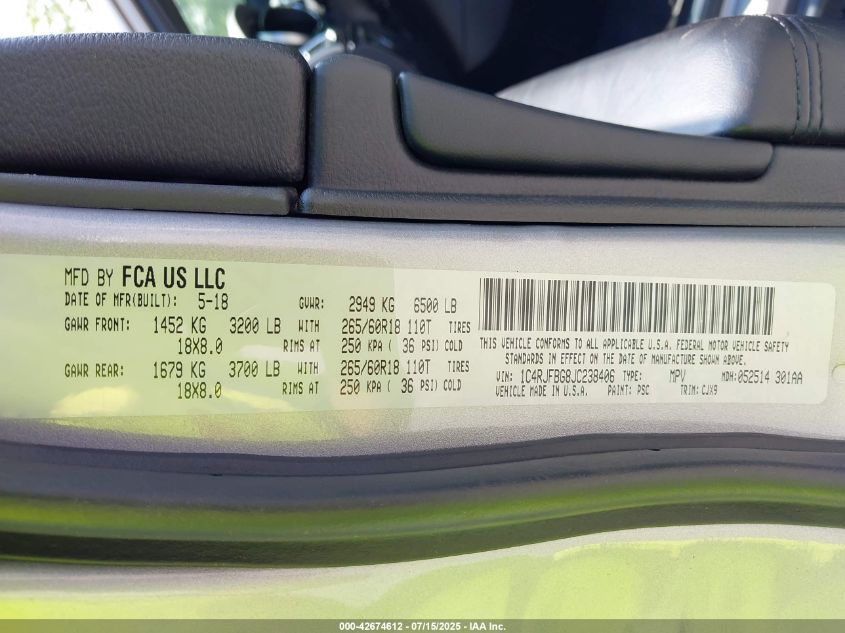 MFD BY FCA US LLC
DATE OF MFR(BUILT): 5-18 GVWR: 2949 KG 6500 LB
GAWR FRONT: 1452 KG 3200 LB WITH 265/60R18 110T TIRES
18X8.0 RIMS AT 250 KPA ( 36 PSI) COLD
GAWR REAR: 1679 KG 3700 LB WITH 265/60R18 110T TIRES
18X8.0 RIMS AT 250 KPA ( 36 PSI) COLD
THIS VEHICLE CONFORMS TO ALL APPLICABLE U.S.A. FEDERAL MOTOR VEHICLE SAFETY
STANDARDS IN EFFECT ON THE DATE OF MANUFACTURE SHOWN ABOVE.
VIN: 1C4RJFBG8JC238406 TYPE: MPV MDH: 052514 301AA
VEHICLE MADE IN U.S.A. PAINT: PSC TRIM: CJX9
000-42674612 - 07/15/2025 - IAA Inc.